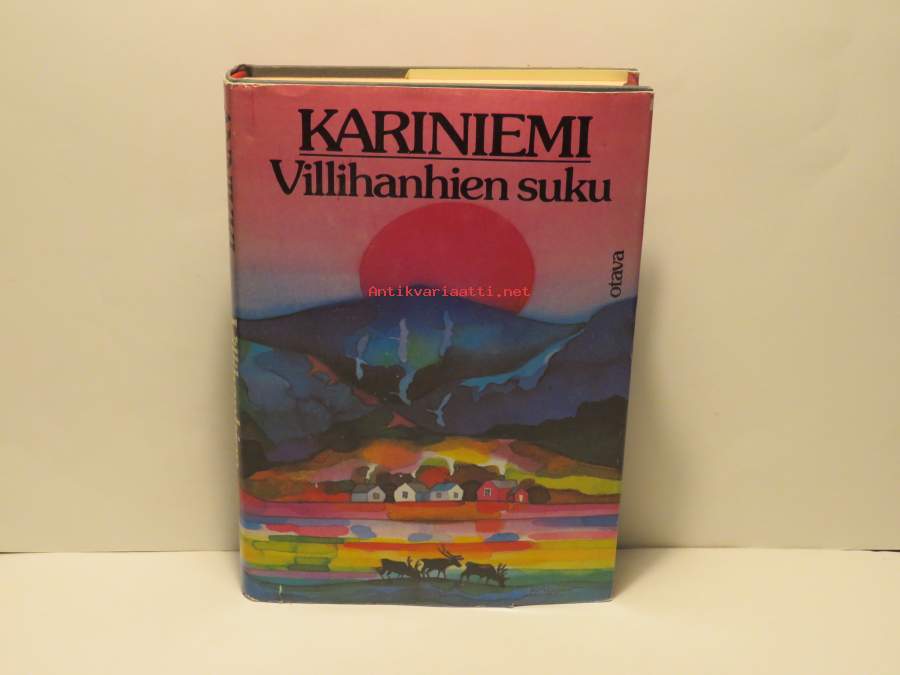 KARINIEMI
Villihanhien suku
otava
Antikvariaatti.net